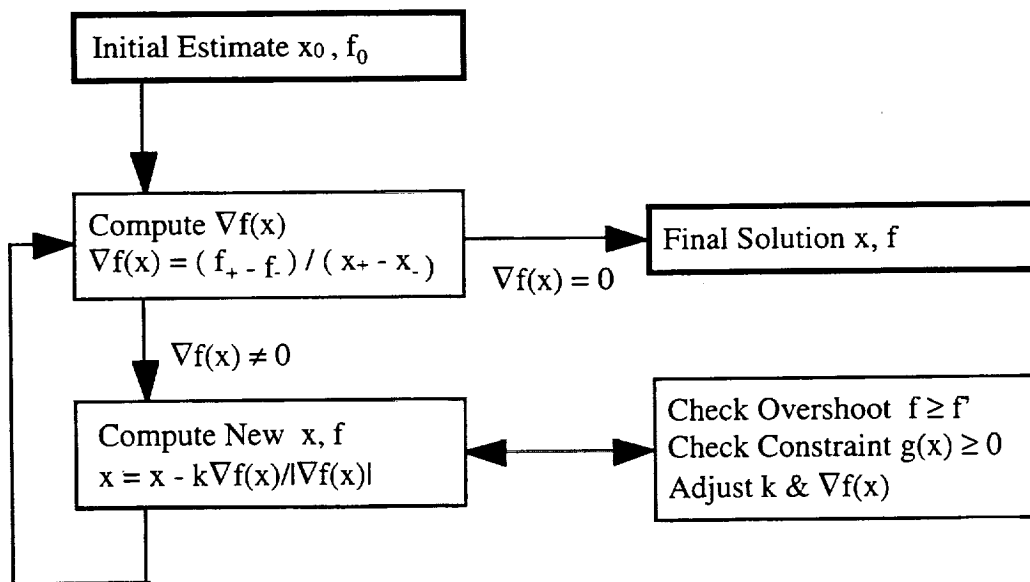 Initial Estimate x₀ , f₀
Compute ∇f(x)
∇f(x) = ( f₊ - f₋ ) / ( x₊ - x₋ )
Final Solution x, f
∇f(x) = 0
∇f(x) ≠ 0
Compute New x, f
x = x - k∇f(x)/|∇f(x)|
Check Overshoot f ≥ f'
Check Constraint g(x) ≥ 0
Adjust k & ∇f(x)